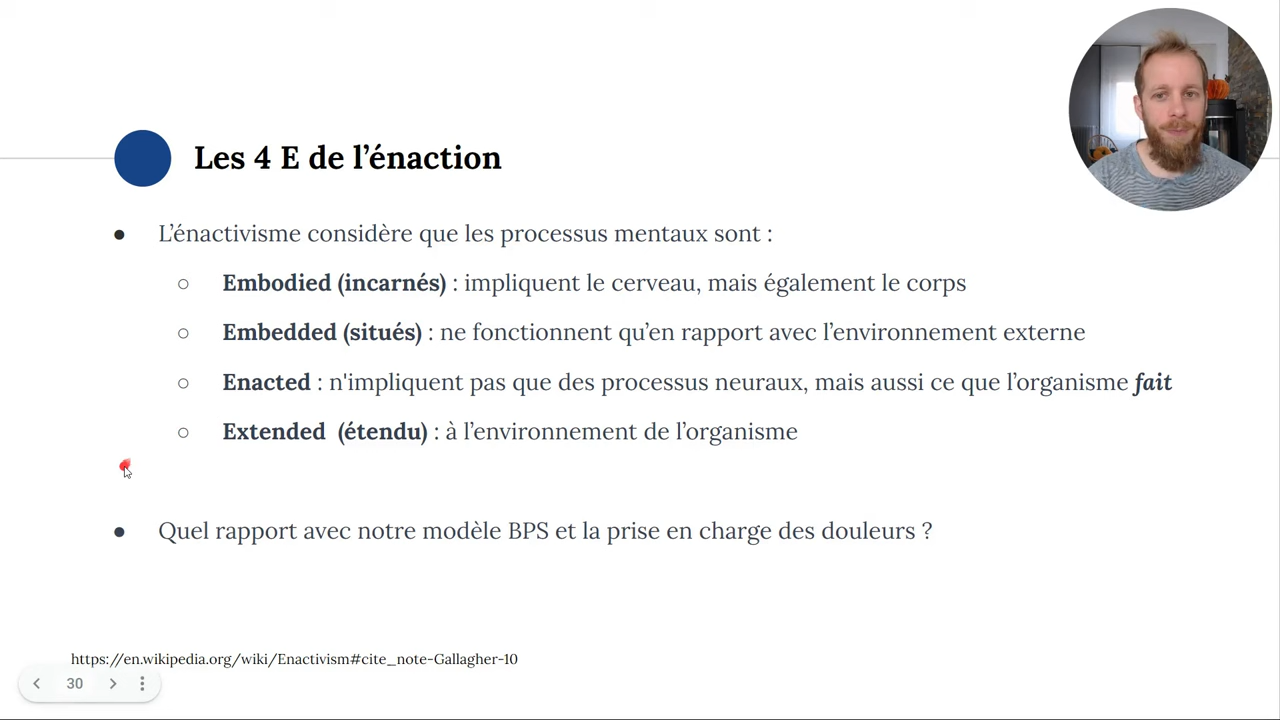 Les 4 E de l’énaction
● L’énactivisme considère que les processus mentaux sont :
○ Embodied (incarnés) : impliquent le cerveau, mais également le corps
○ Embedded (situés) : ne fonctionnent qu’en rapport avec l’environnement externe
○ Enacted : n'impliquent pas que des processus neuraux, mais aussi ce que l’organisme fait
○ Extended (étendu) : à l’environnement de l’organisme
● Quel rapport avec notre modèle BPS et la prise en charge des douleurs ?
https://en.wikipedia.org/wiki/Enactivism#cite_note-Gallagher-10
30